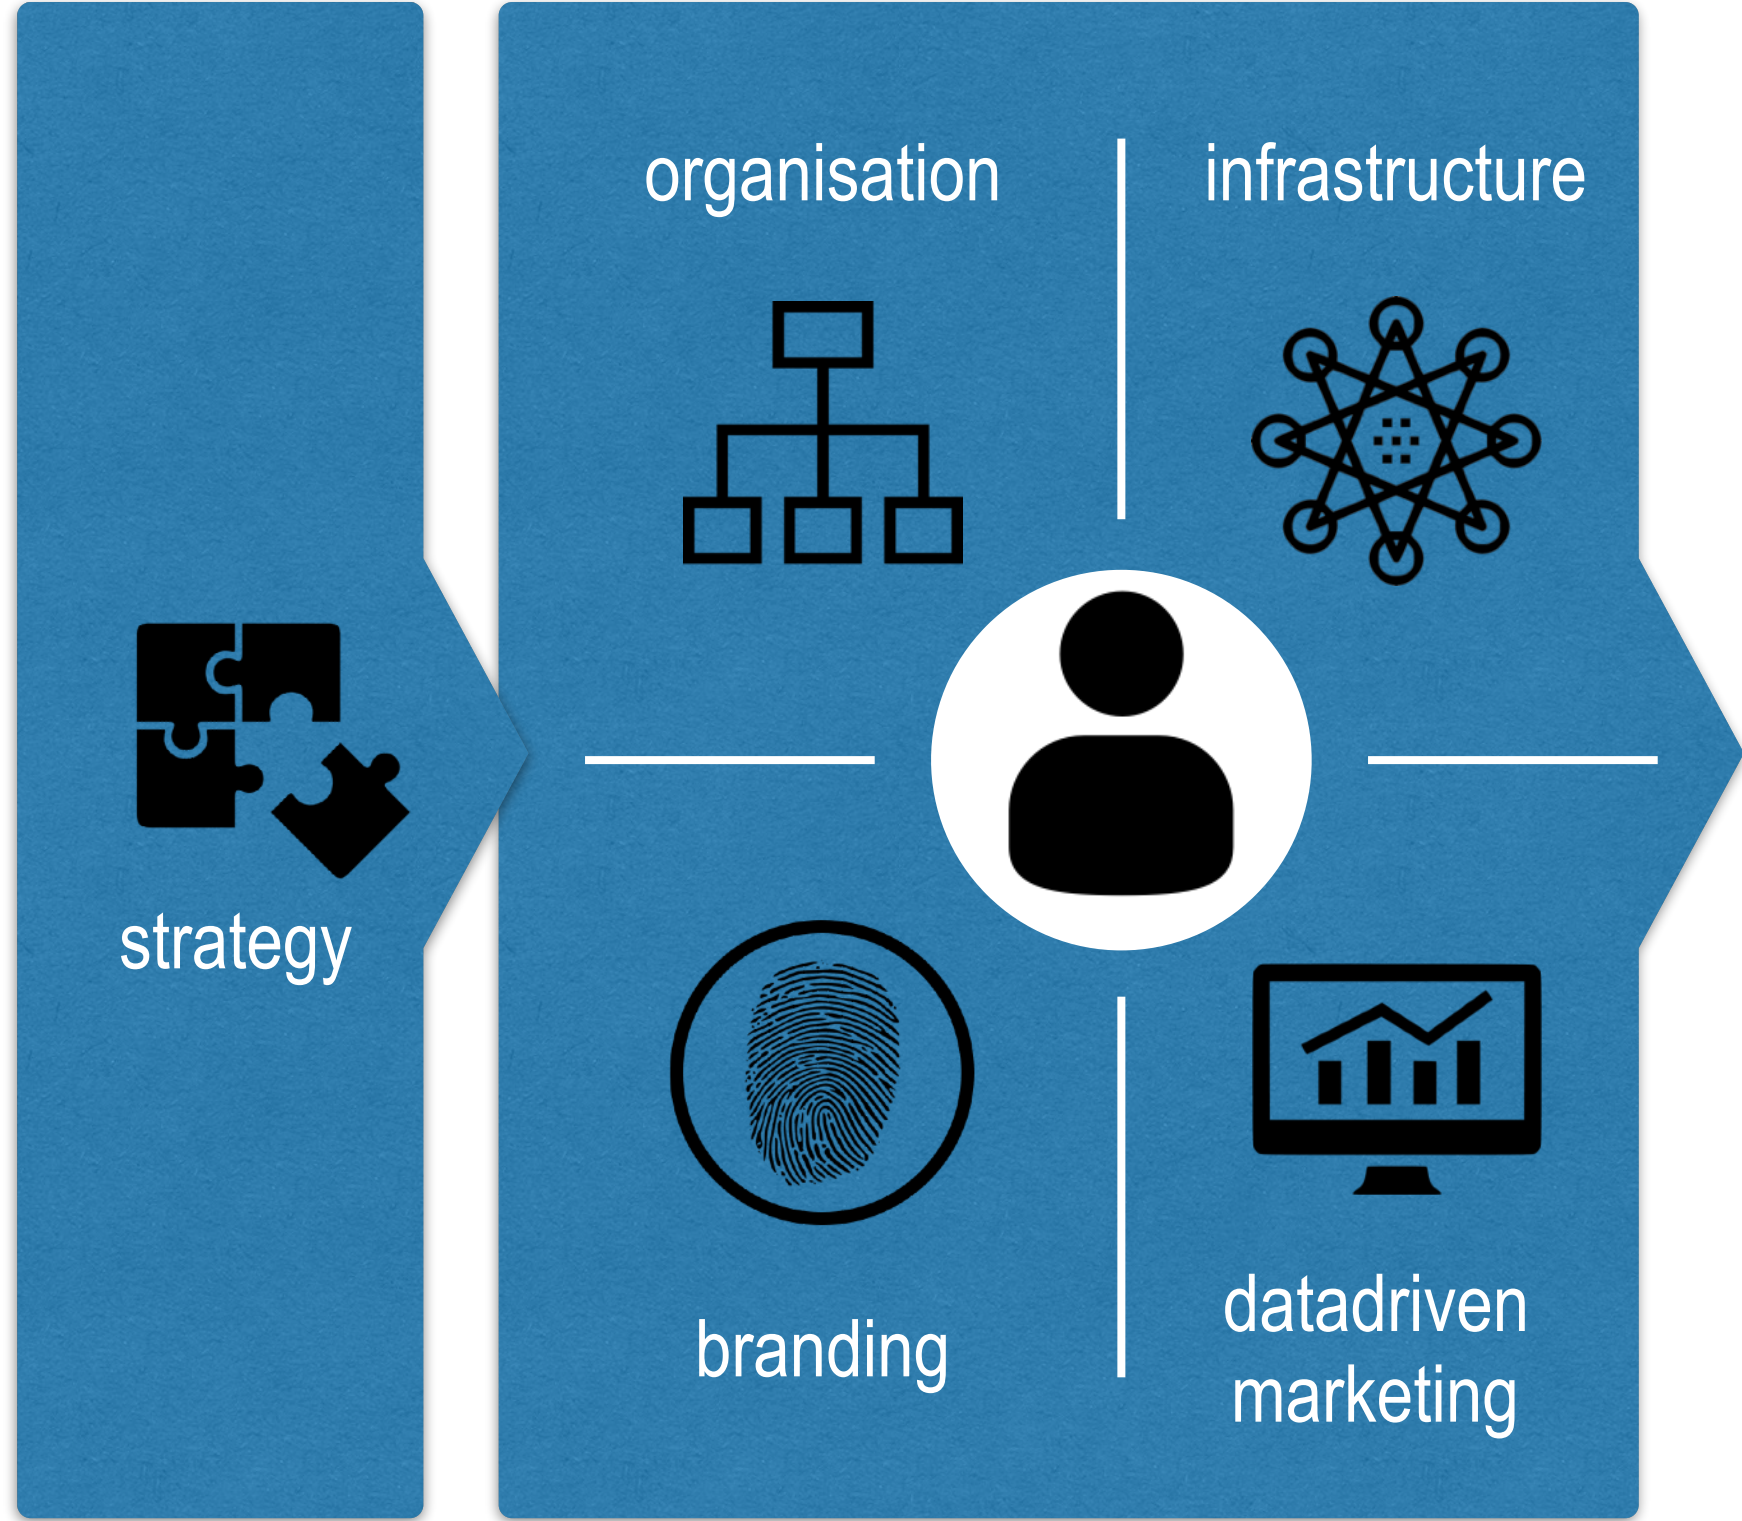 organisation
infrastructure
strategy
branding
datadriven
marketing